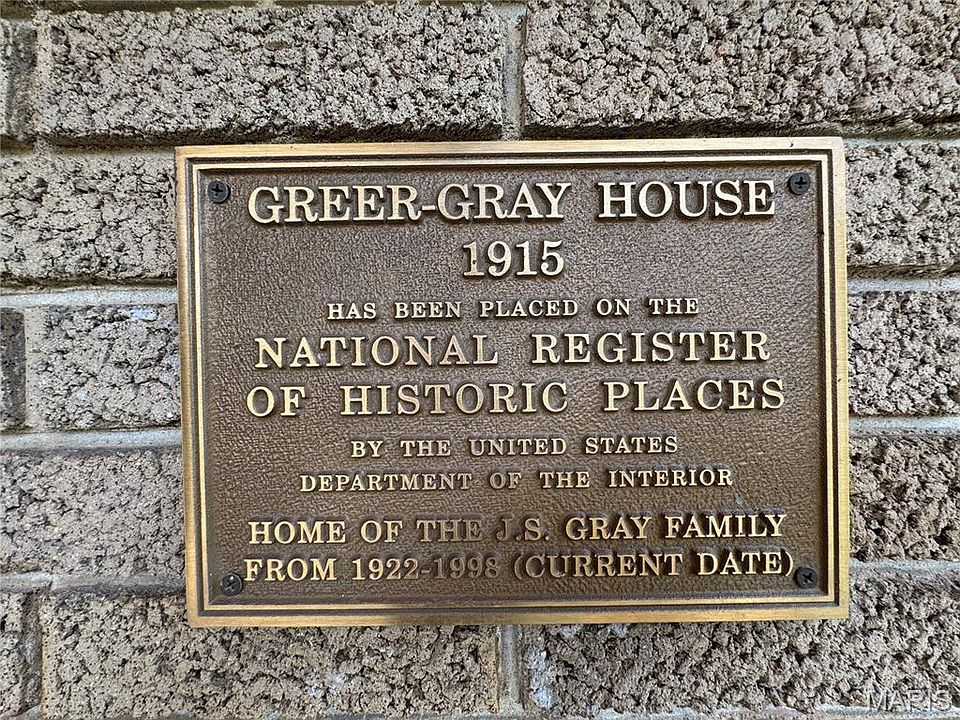 GREER-GRAY HOUSE
1915
HAS BEEN PLACED ON THE
NATIONAL REGISTER
OF HISTORIC PLACES
BY THE UNITED STATES
DEPARTMENT OF THE INTERIOR
HOME OF THE J.S. GRAY FAMILY
FROM 1922-1998 (CURRENT DATE)
MARIS